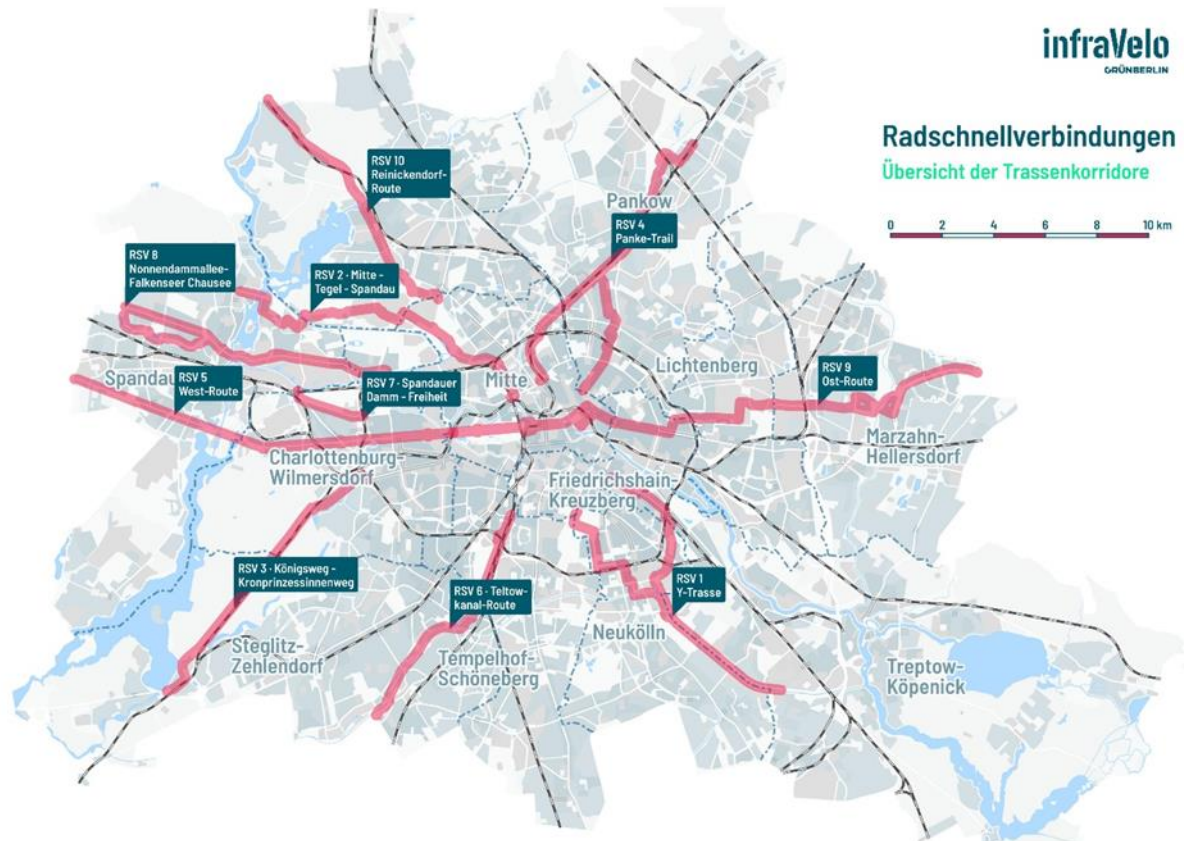 infraVelo
GRÜNBERLIN
Radschnellverbindungen
Übersicht der Trassenkorridore
0 2 4 6 8 10 km
RSV 10
Reinickendorf-
Route
Pankow
RSV 4
Panke-Trail
RSV 8
Nonnendammallee-
Falkenseer Chausee
RSV 2 · Mitte -
Tegel - Spandau
Spandau
RSV 5
West-Route
RSV 7 · Spandauer
Damm - Freiheit
Mitte
Lichtenberg
RSV 9
Ost-Route
Marzahn-
Hellersdorf
Charlottenburg-
Wilmersdorf
Friedrichshain-
Kreuzberg
RSV 3 · Königsweg -
Kronprinzessinnenweg
RSV 6 · Teltow-
kanal-Route
RSV 1
Y-Trasse
Steglitz-
Zehlendorf
Tempelhof-
Schöneberg
Neukölln
Treptow-
Köpenick